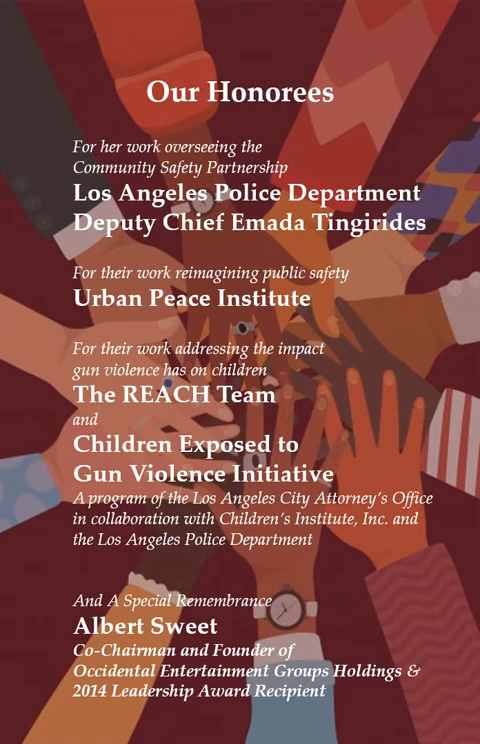 Our Honorees
For her work overseeing the
Community Safety Partnership
Los Angeles Police Department
Deputy Chief Emada Tingirides
For their work reimagining public safety
Urban Peace Institute
For their work addressing the impact
gun violence has on children
The REACH Team
and
Children Exposed to
Gun Violence Initiative
A program of the Los Angeles City Attorney’s Office
in collaboration with Children’s Institute, Inc. and
the Los Angeles Police Department
And A Special Remembrance
Albert Sweet
Co-Chairman and Founder of
Occidental Entertainment Groups Holdings &
2014 Leadership Award Recipient